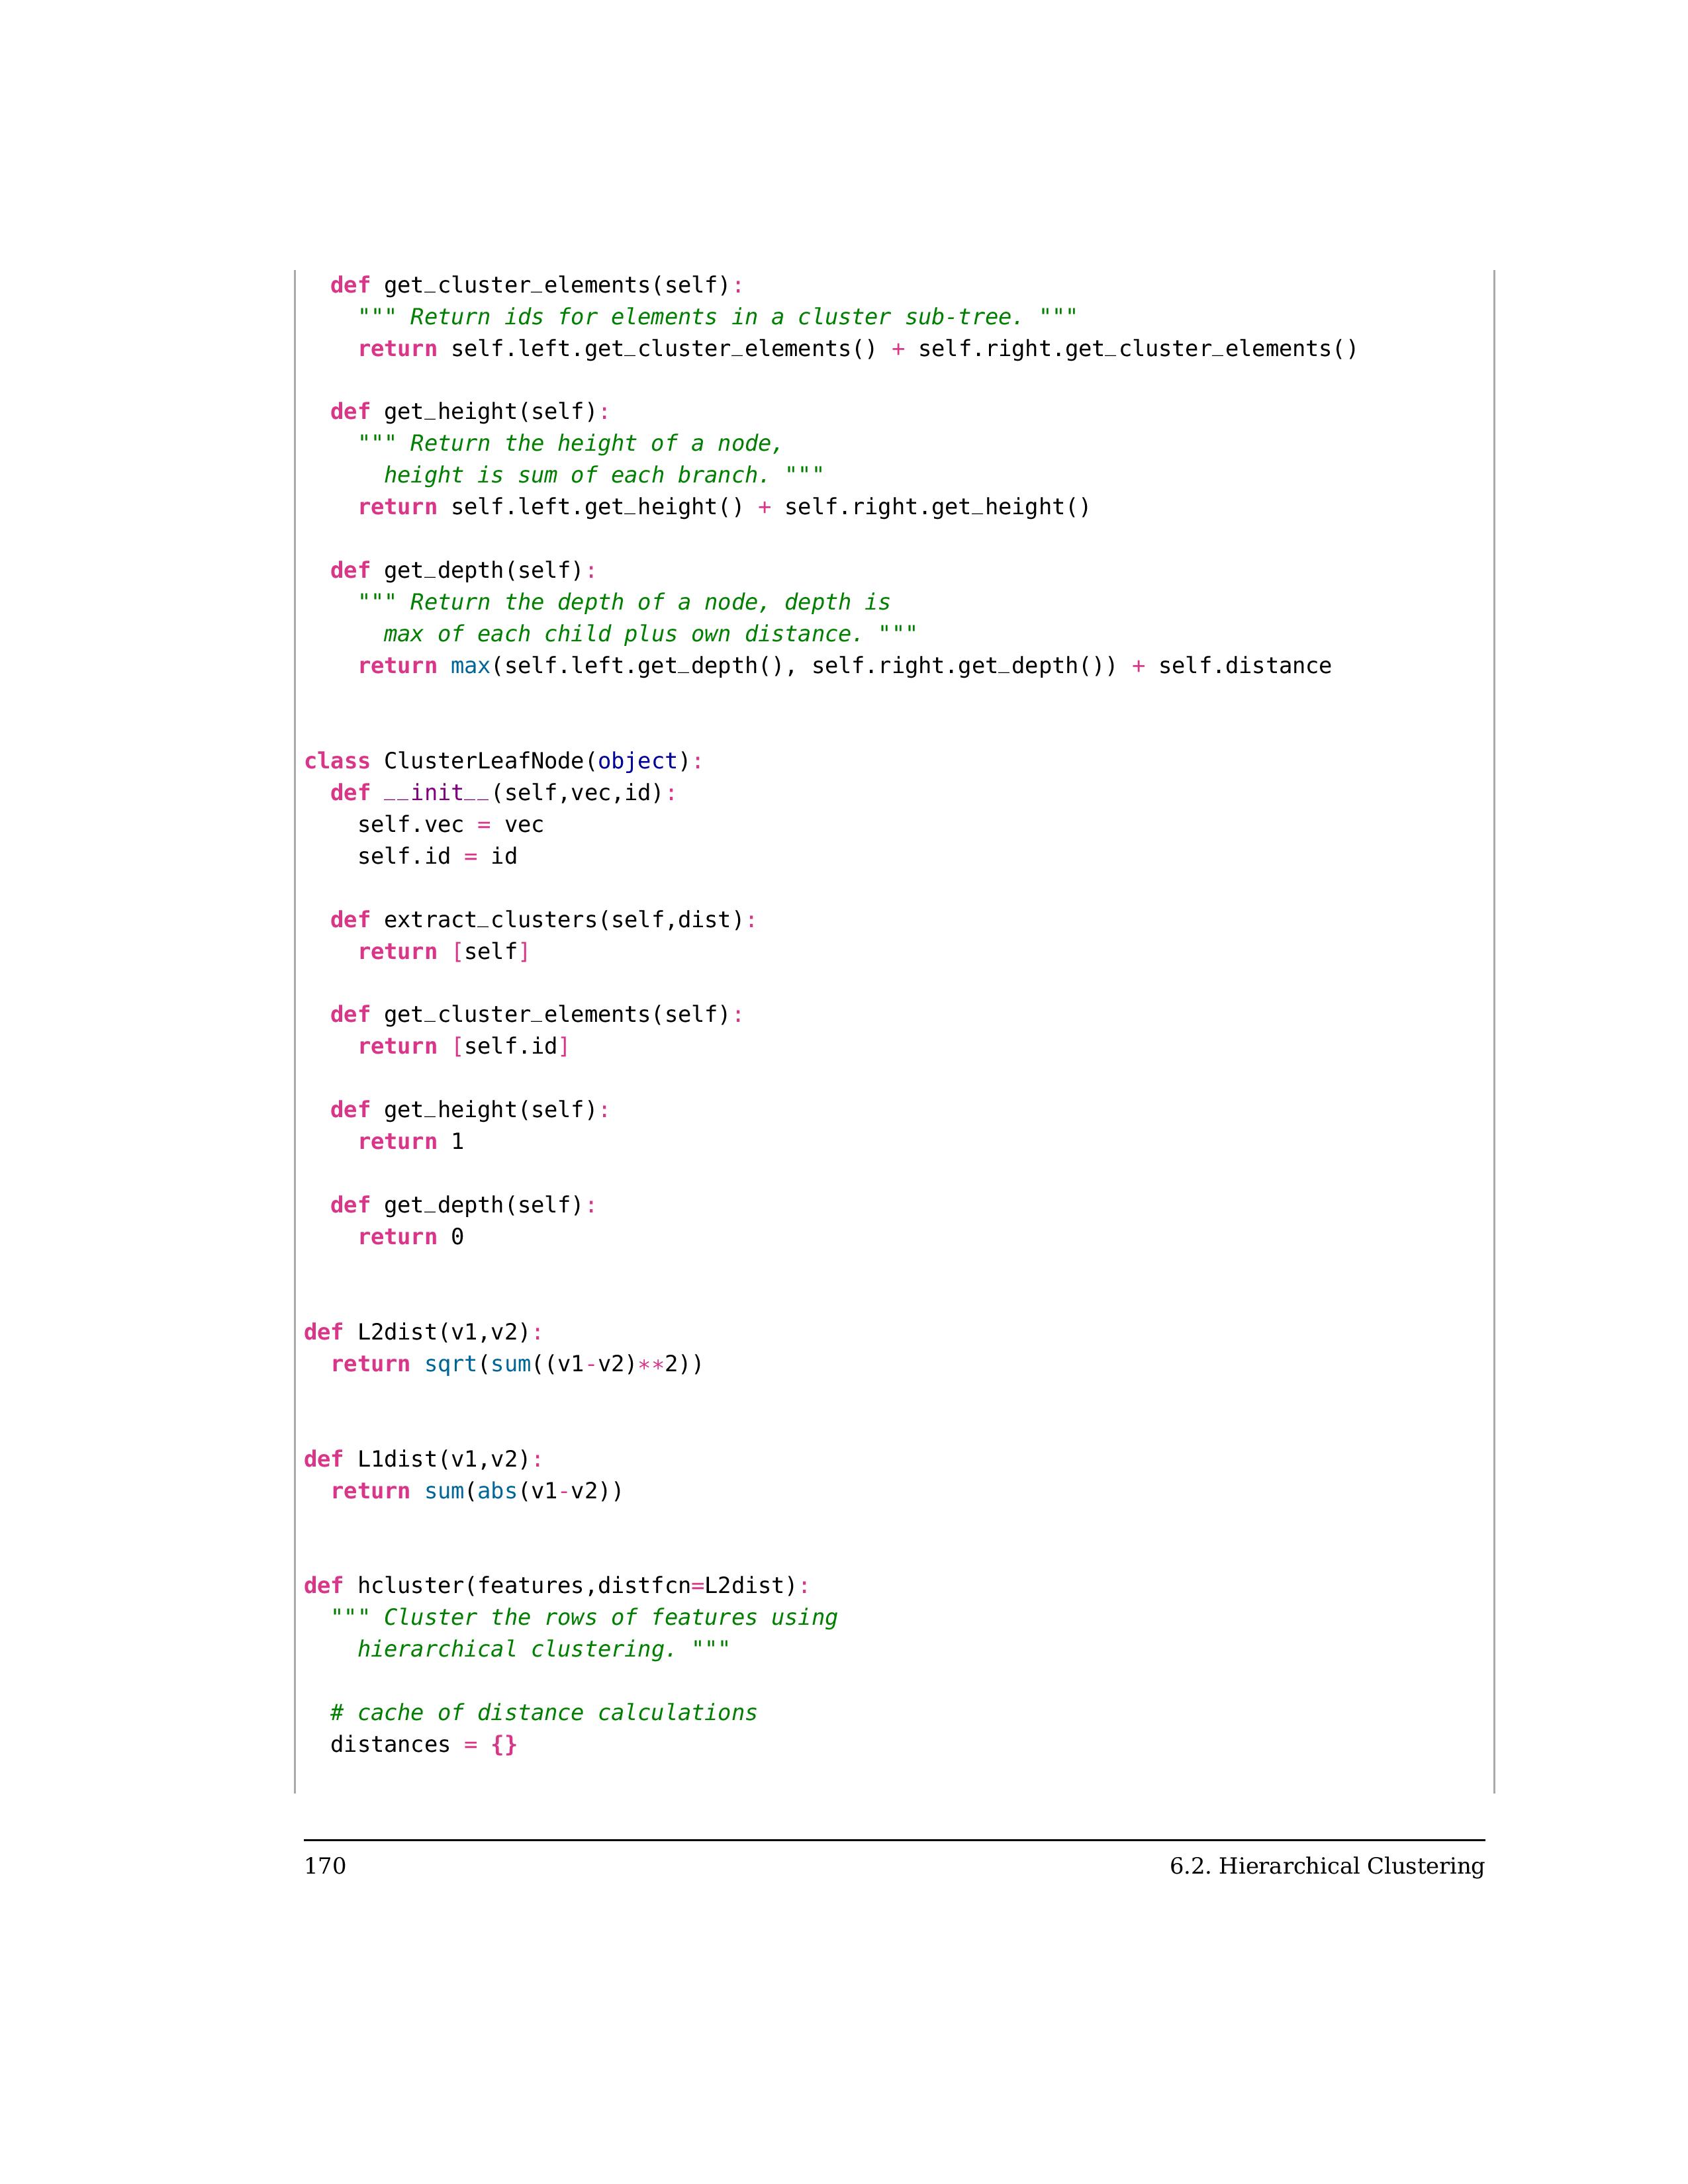 def get_cluster_elements(self):
    """ Return ids for elements in a cluster sub-tree. """
    return self.left.get_cluster_elements() + self.right.get_cluster_elements()

  def get_height(self):
    """ Return the height of a node,
      height is sum of each branch. """
    return self.left.get_height() + self.right.get_height()

  def get_depth(self):
    """ Return the depth of a node, depth is
      max of each child plus own distance. """
    return max(self.left.get_depth(), self.right.get_depth()) + self.distance


class ClusterLeafNode(object):
  def __init__(self,vec,id):
    self.vec = vec
    self.id = id

  def extract_clusters(self,dist):
    return [self]

  def get_cluster_elements(self):
    return [self.id]

  def get_height(self):
    return 1

  def get_depth(self):
    return 0


def L2dist(v1,v2):
  return sqrt(sum((v1-v2)**2))


def L1dist(v1,v2):
  return sum(abs(v1-v2))


def hcluster(features,distfcn=L2dist):
  """ Cluster the rows of features using
    hierarchical clustering. """

  # cache of distance calculations
  distances = {}

170 6.2. Hierarchical Clustering